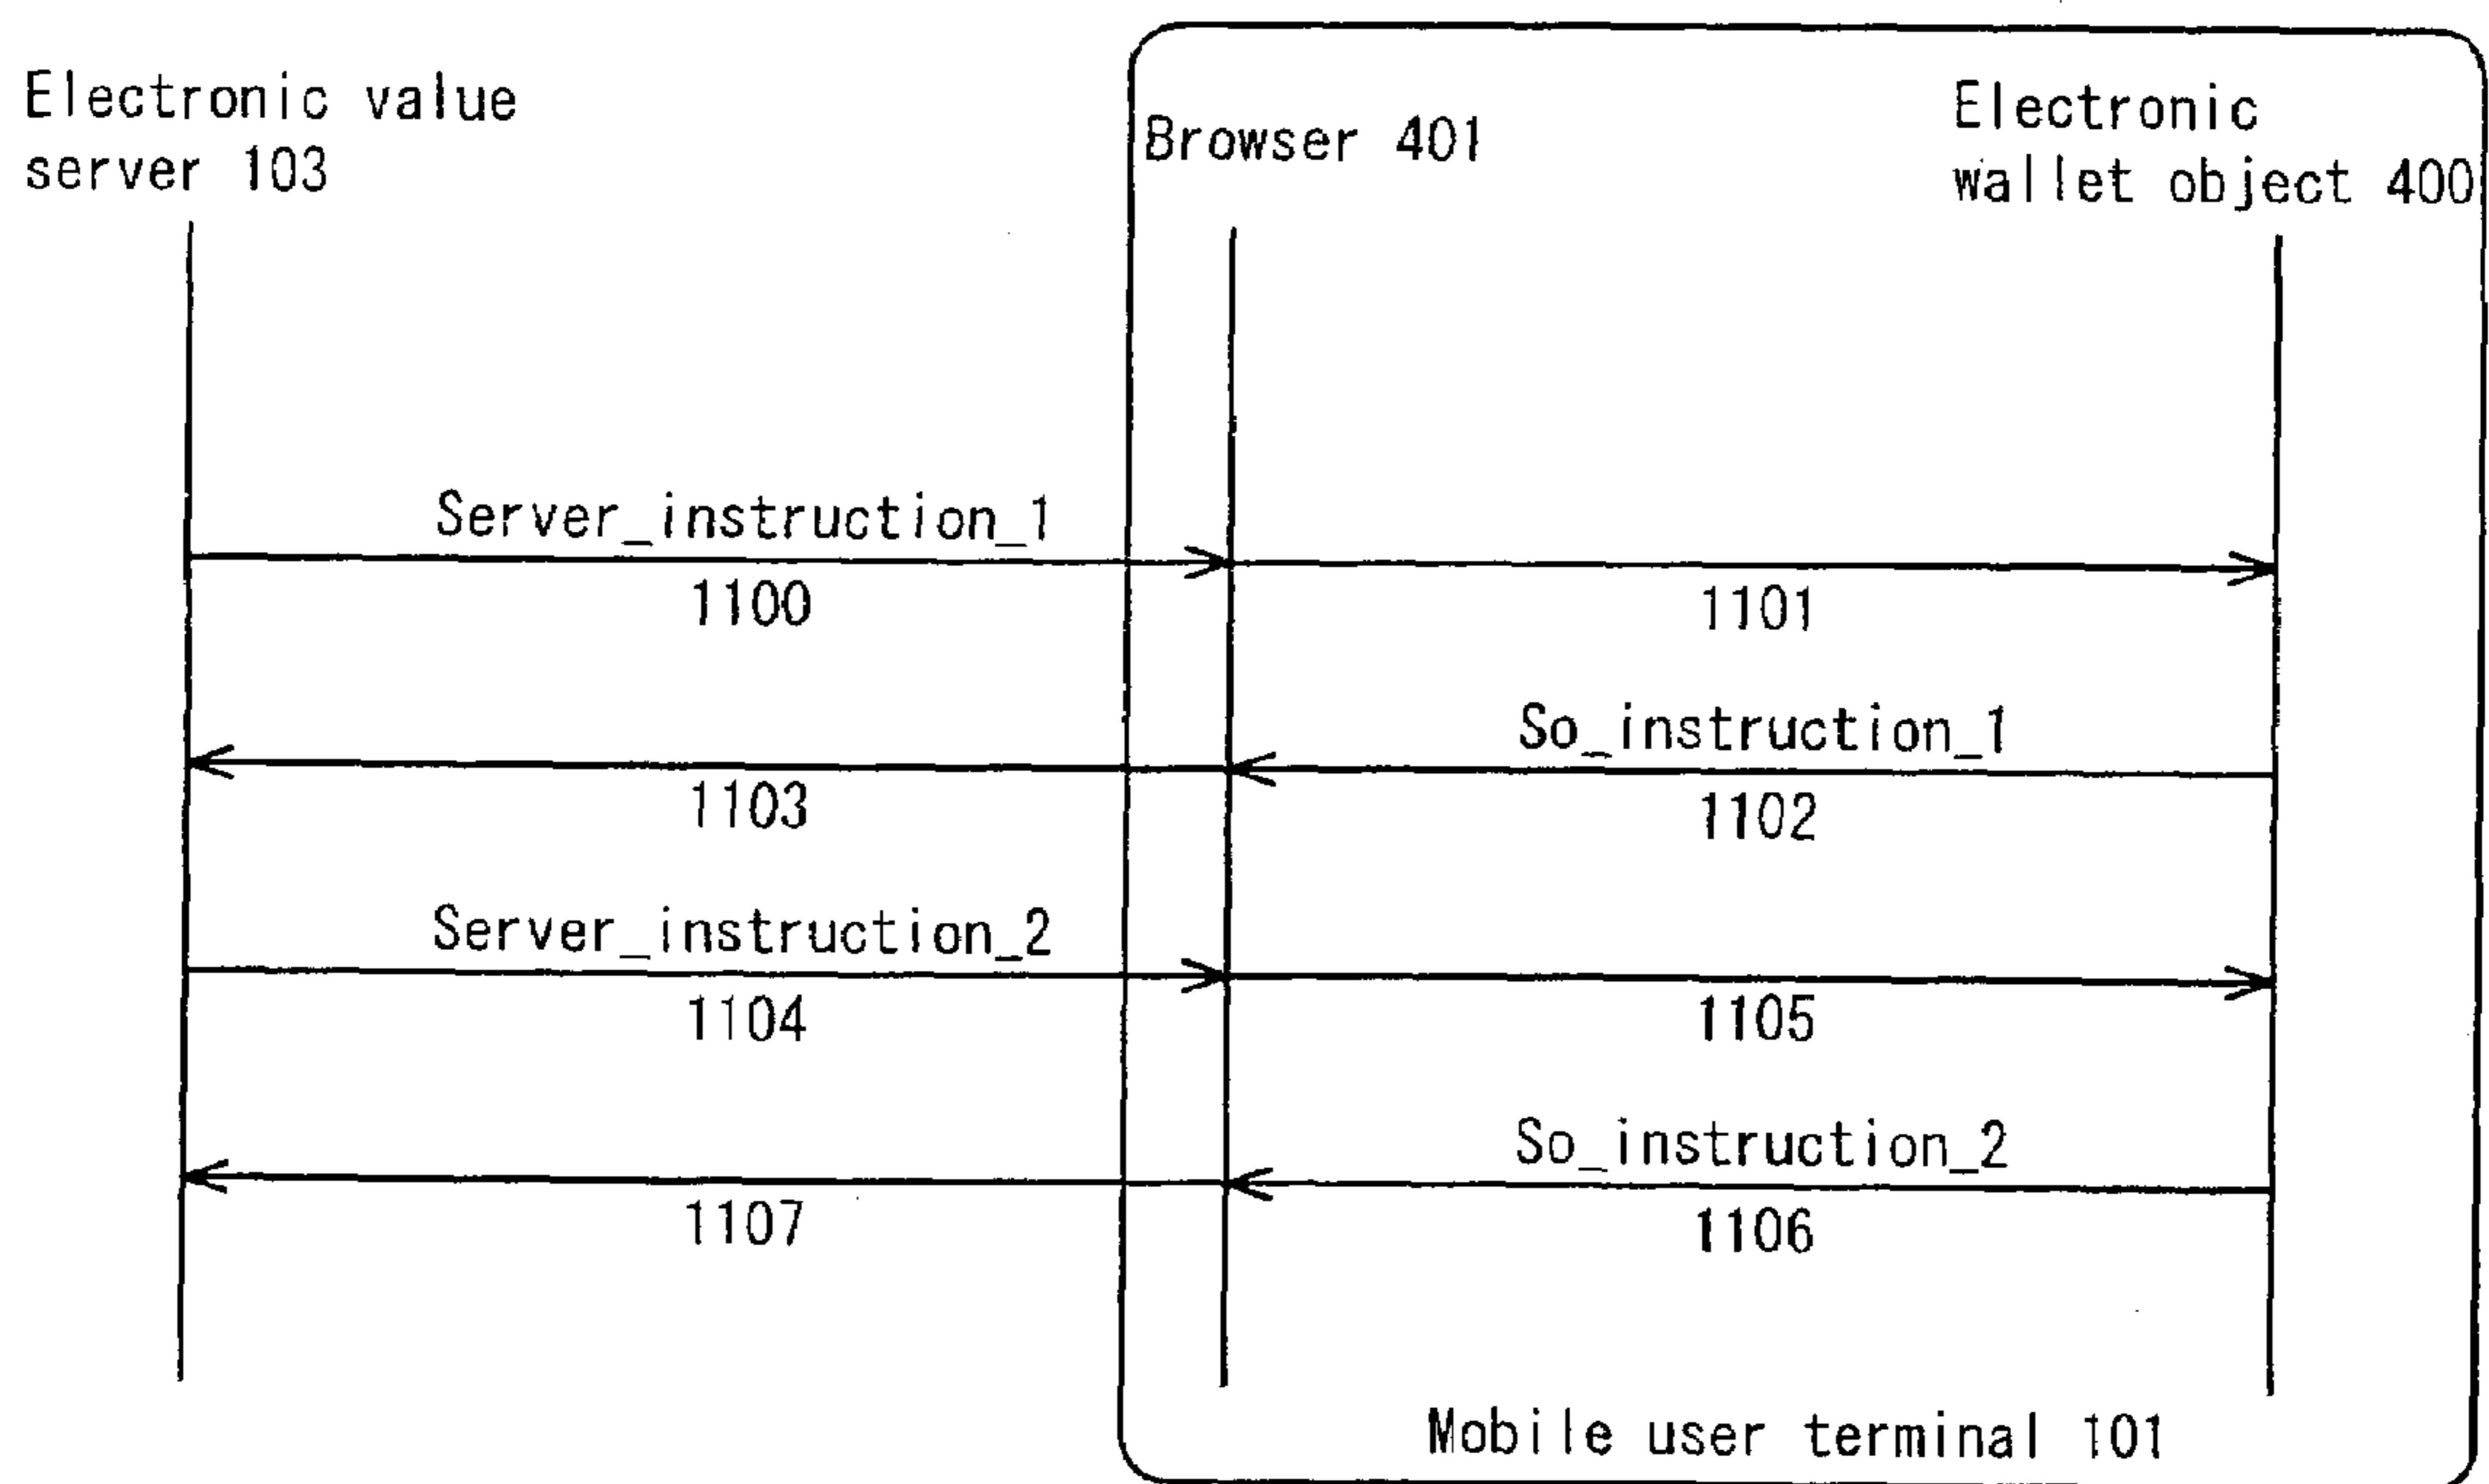 Electronic value
server 103
Browser 401
Electronic
wallet object 400
Server_instruction_1
1100
1101
So_instruction_1
1103
1102
Server_instruction_2
1104
1105
So_instruction_2
1107
1106
Mobile user terminal 101